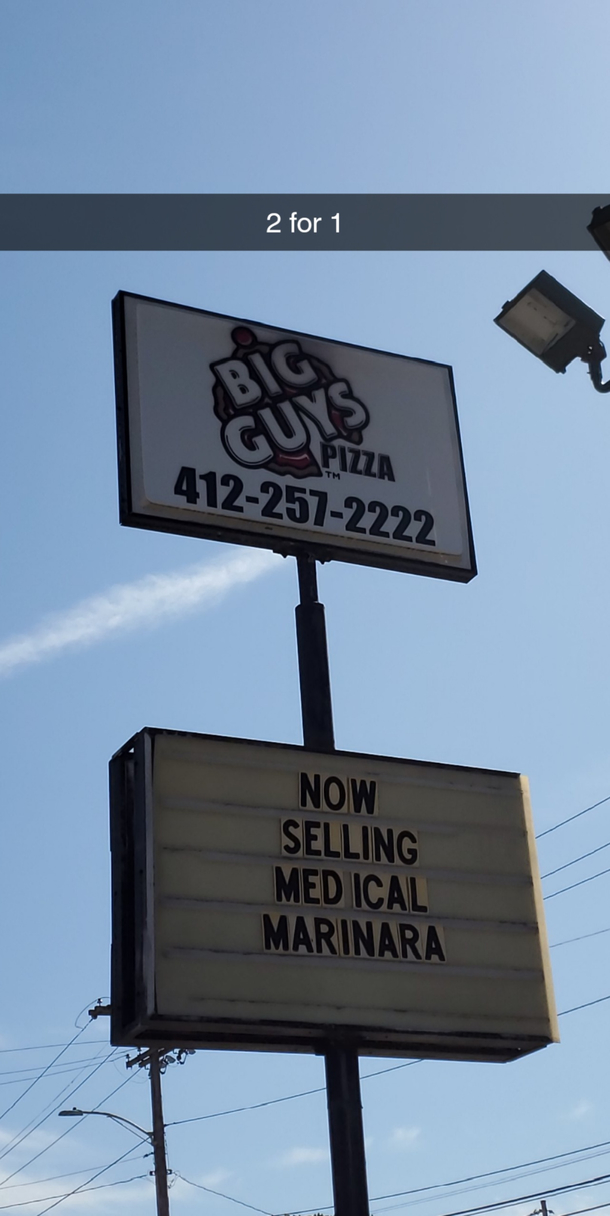 2 for 1
BIG
GUYS
PIZZA
TM
412-257-2222
NOW
SELLING
MEDICAL
MARINARA